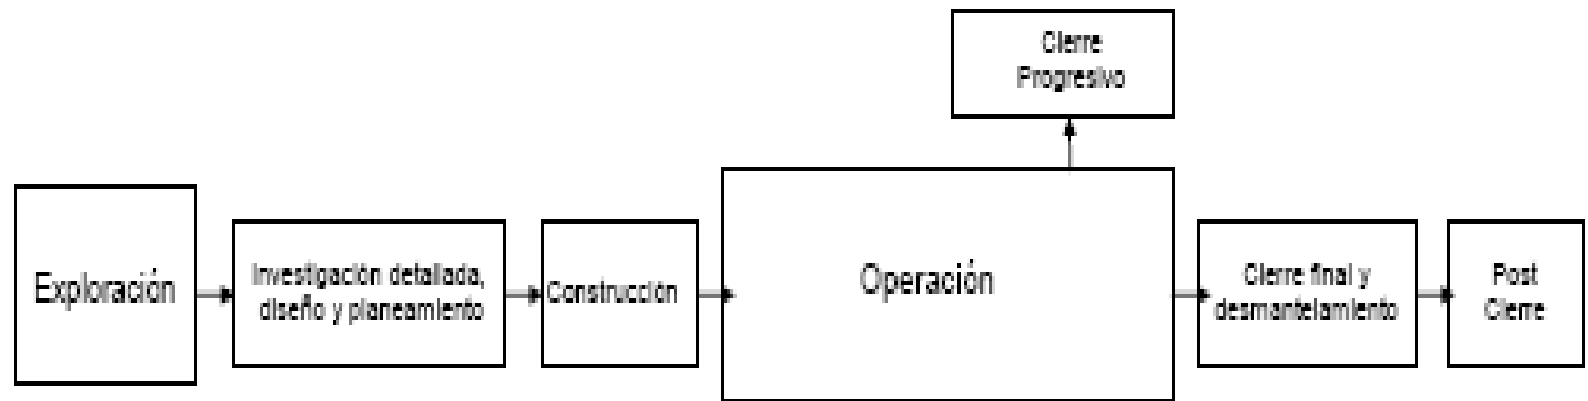 Cierre
Progresivo
Exploración
Investigación detallada,
diseño y planeamiento
Construcción
Operación
Cierre final y
desmantelamiento
Post
Cierre